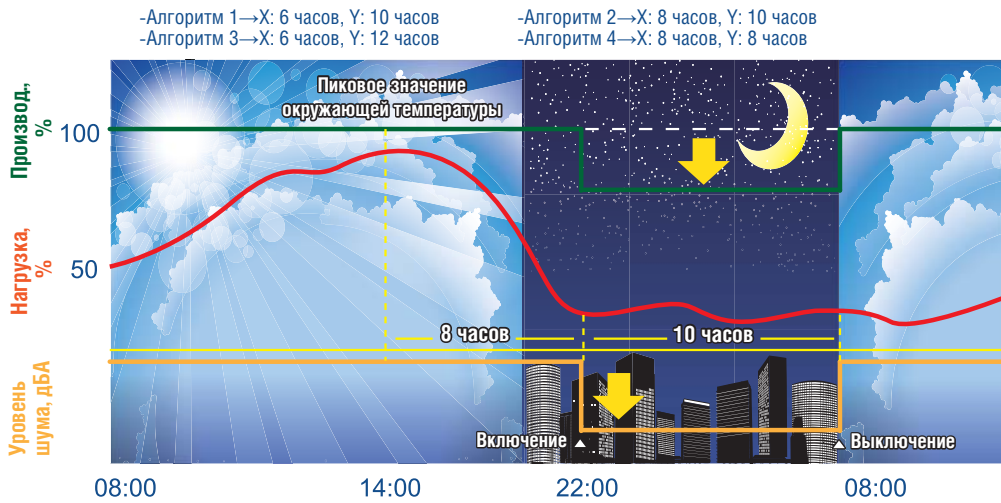 -Алгоритм 1→X: 6 часов, Y: 10 часов
-Алгоритм 2→X: 8 часов, Y: 10 часов
-Алгоритм 3→X: 6 часов, Y: 12 часов
-Алгоритм 4→X: 8 часов, Y: 8 часов
Производ.,
%
100
Пиковое значение
окружающей температуры
Нагрузка,
%
50
8 часов
10 часов
Уровень
шума, дБА
Включение
Выключение
08:00
14:00
22:00
08:00